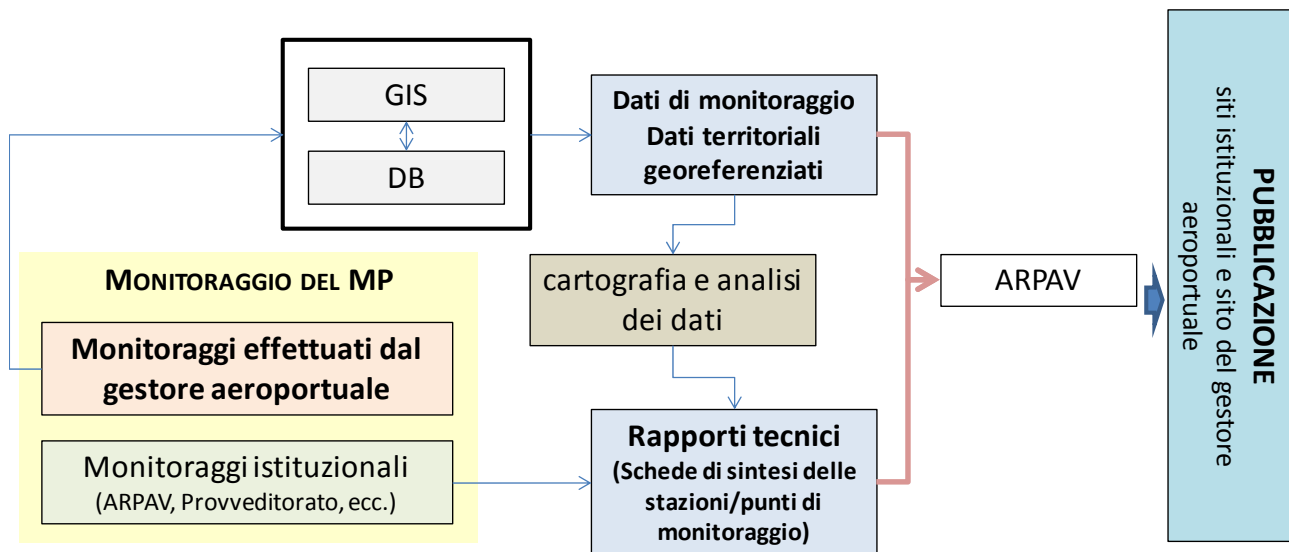 GIS
DB
Dati di monitoraggio
Dati territoriali
georeferenziati
MONITORAGGIO DEL MP
Monitoraggi effettuati dal
gestore aeroportuale
Monitoraggi istituzionali
(ARPAV, Provveditorato, ecc.)
cartografia e analisi
dei dati
Rapporti tecnici
(Schede di sintesi delle
stazioni/punti di
monitoraggio)
ARPAV
PUBBLICAZIONE
siti istituzionali e sito del gestore
aeroportuale